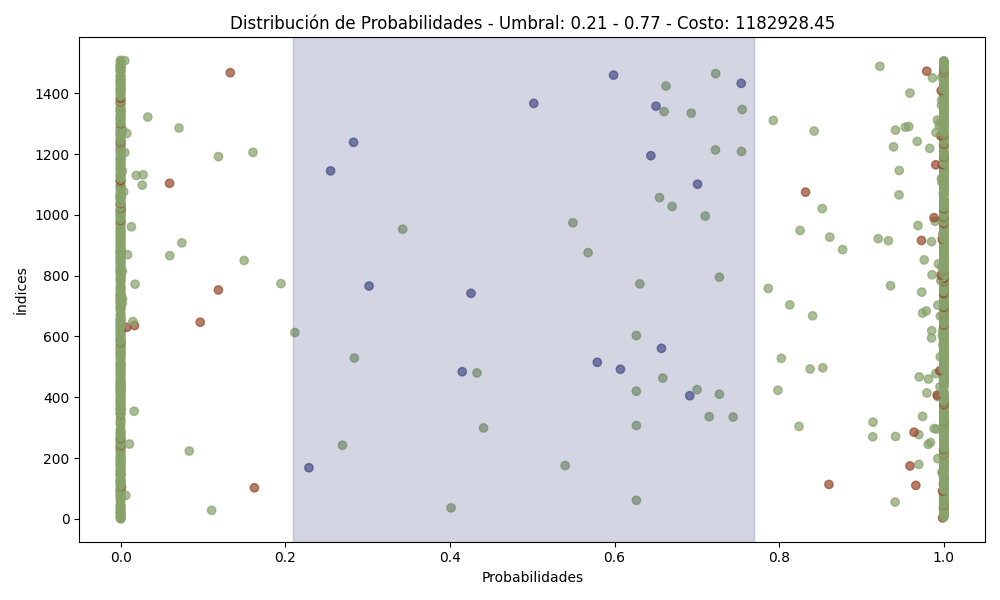 Distribución de Probabilidades - Umbral: 0.21 - 0.77 - Costo: 1182928.45
Índices
1400
1200
1000
800
600
400
200
0
0.0 0.2 0.4 0.6 0.8 1.0
Probabilidades